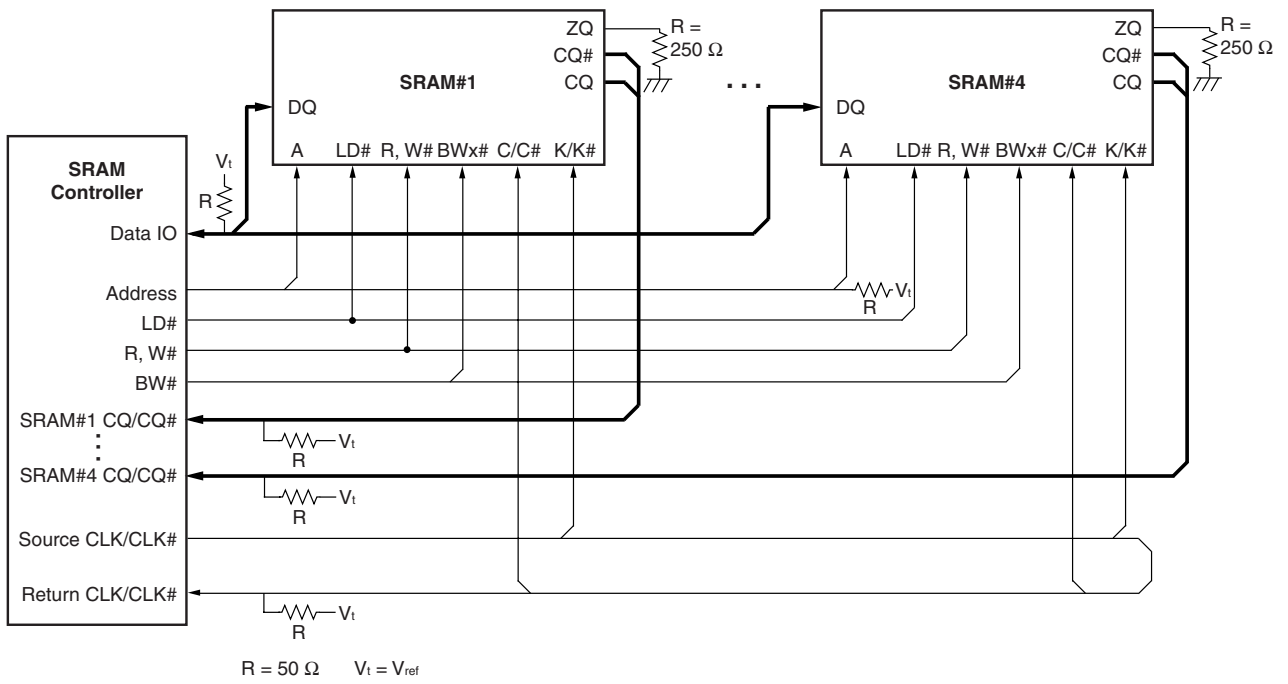 SRAM#1
ZQ
CQ#
CQ
DQ
A LD# R, W# BWx# C/C# K/K#
R =
250 Ω
...
SRAM#4
ZQ
CQ#
CQ
DQ
A LD# R, W# BWx# C/C# K/K#
R =
250 Ω
SRAM
Controller
Vt
R
Data IO
Address
R
Vt
LD#
R, W#
BW#
SRAM#1 CQ/CQ#
R
Vt
SRAM#4 CQ/CQ#
R
Vt
Source CLK/CLK#
Return CLK/CLK#
R
Vt
R = 50 Ω Vt = Vref